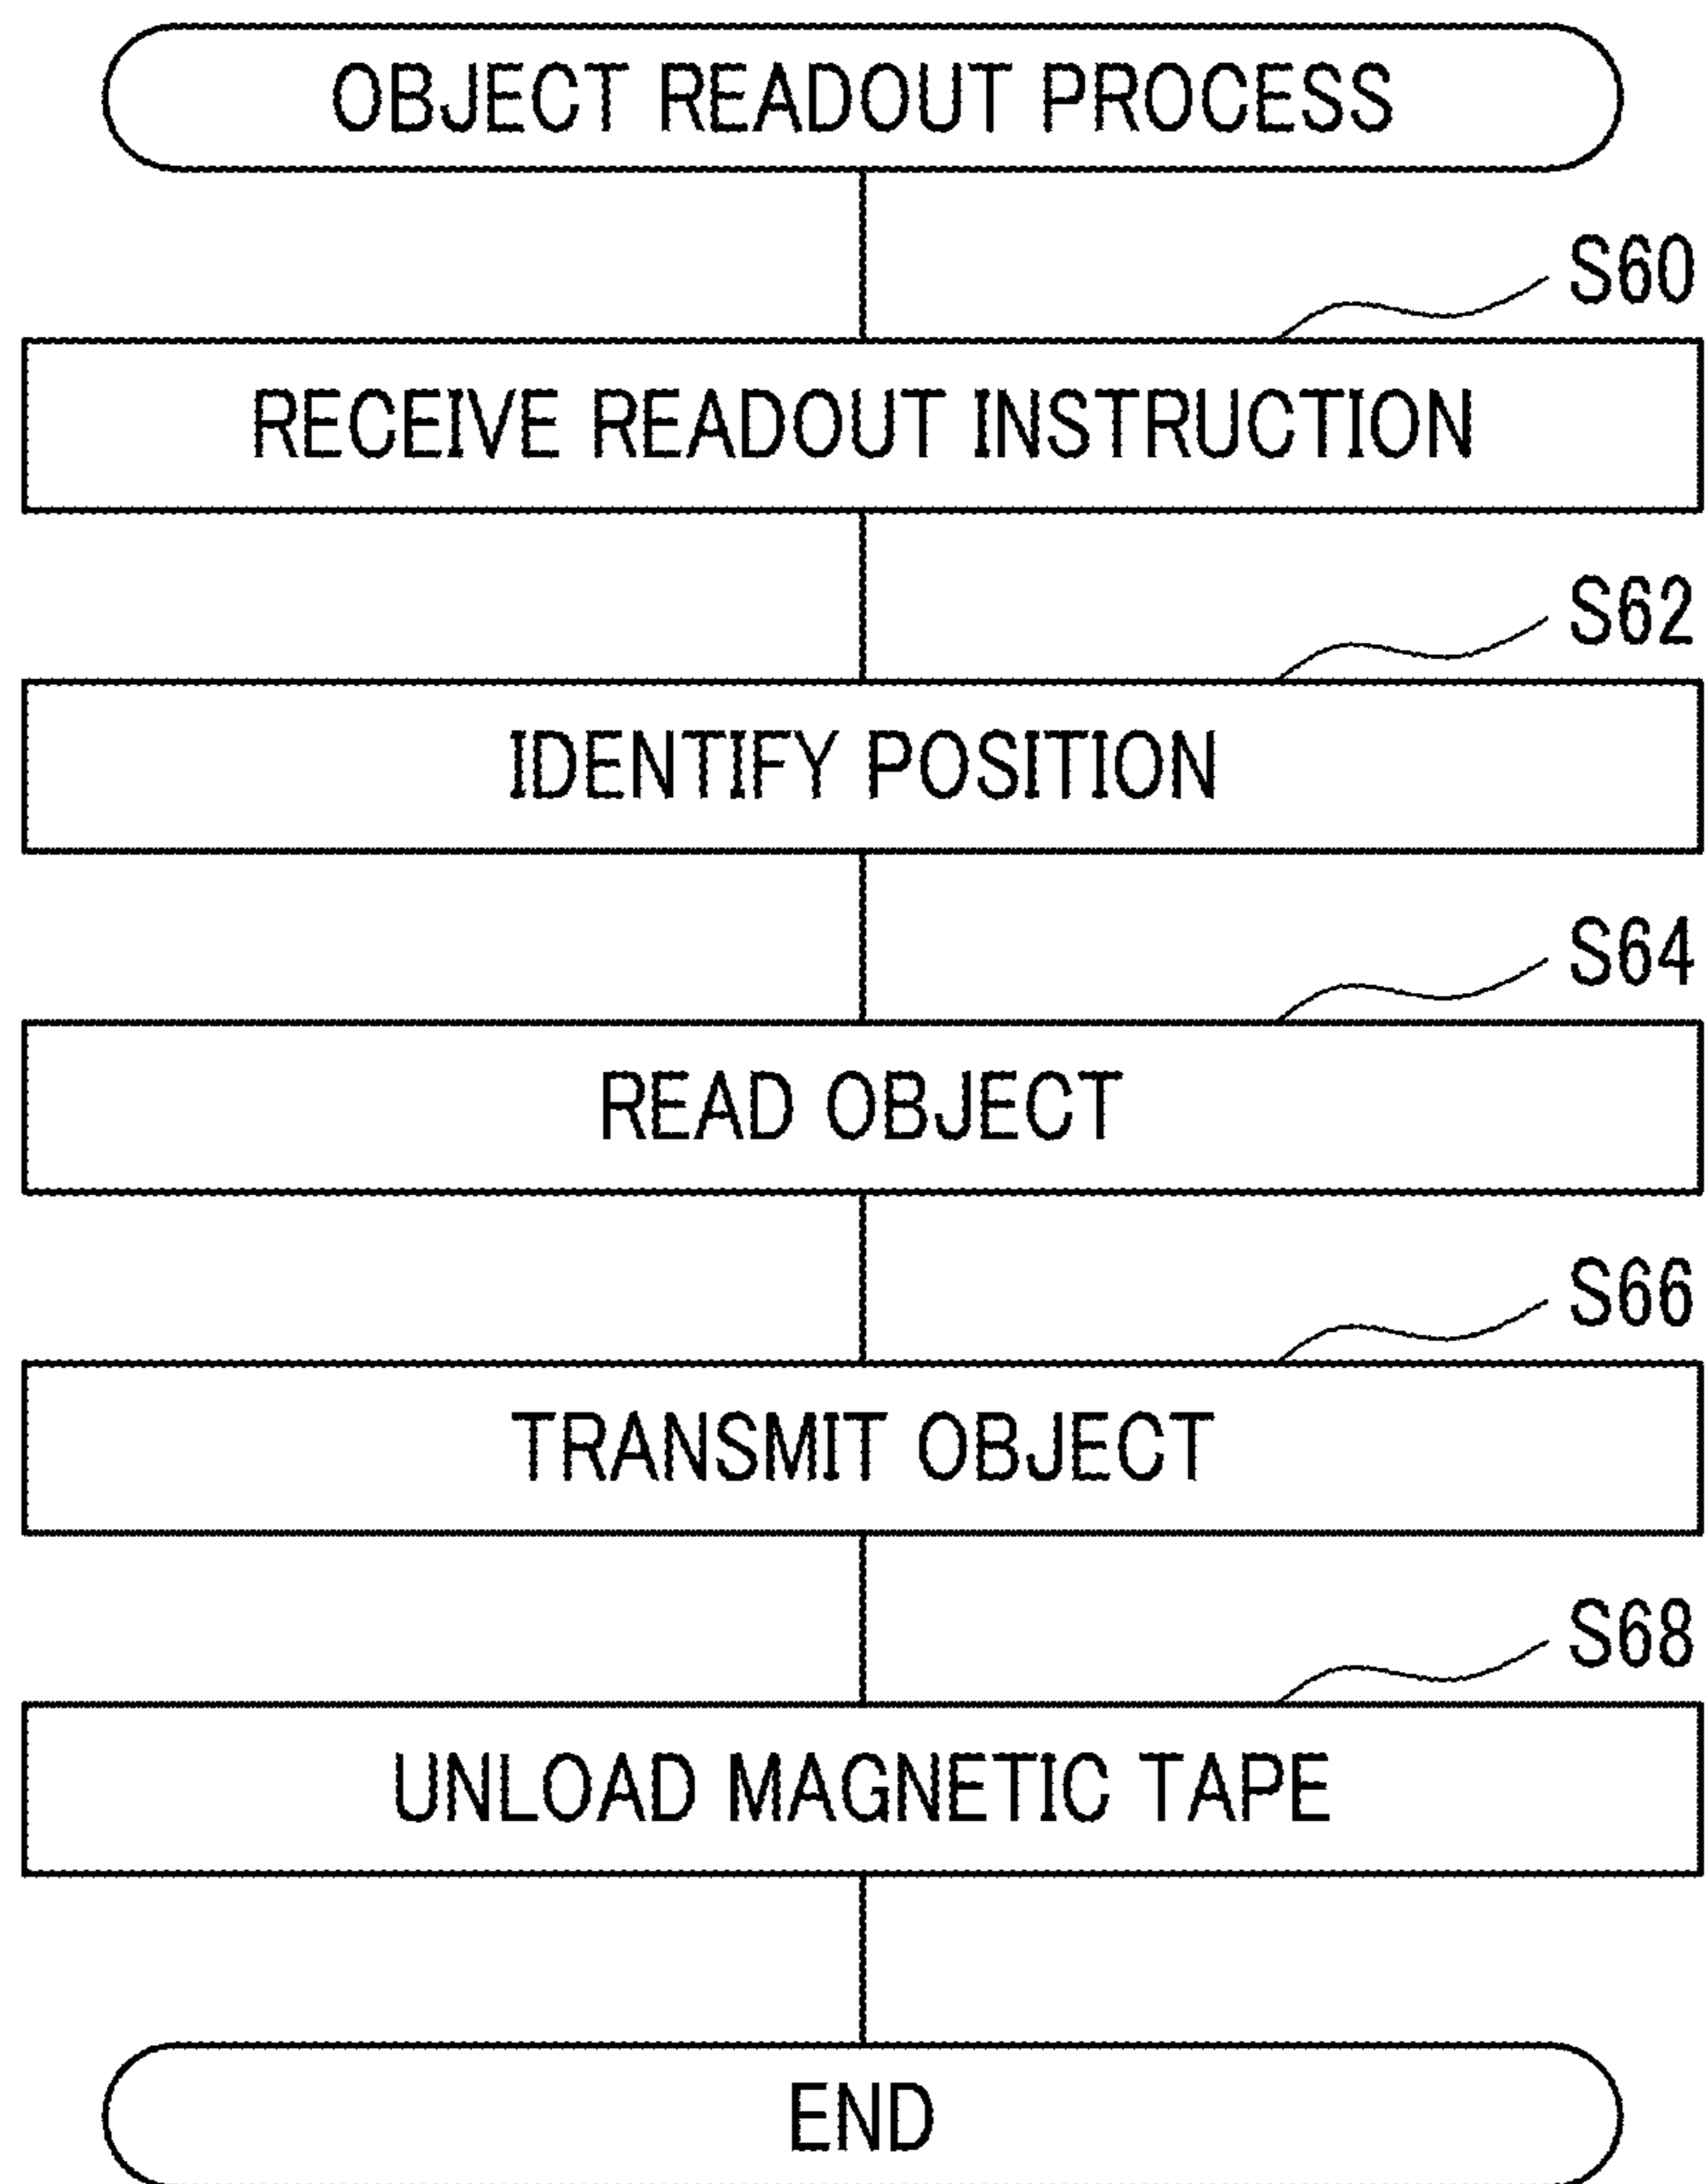 OBJECT READOUT PROCESS
S60
RECEIVE READOUT INSTRUCTION
S62
IDENTIFY POSITION
S64
READ OBJECT
S66
TRANSMIT OBJECT
S68
UNLOAD MAGNETIC TAPE
END